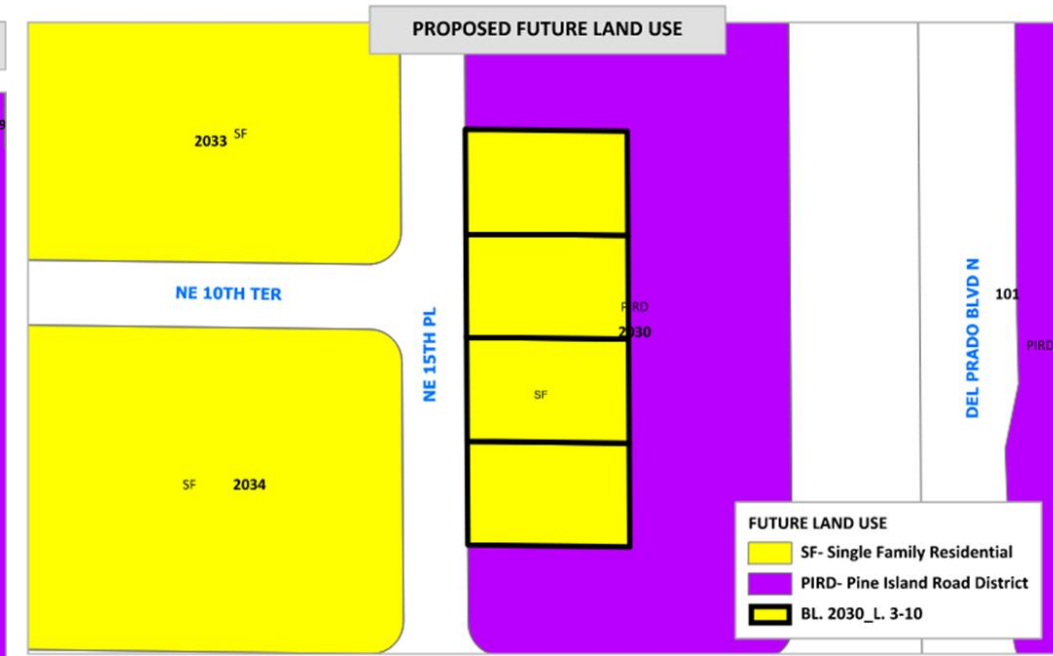 PROPOSED FUTURE LAND USE
9
2033 SF
NE 10TH TER
NE 15TH PL
PIRD
2030
SF
SF 2034
DEL PRADO BLVD N
101
PIRD
FUTURE LAND USE
SF- Single Family Residential
PIRD- Pine Island Road District
BL. 2030_L. 3-10